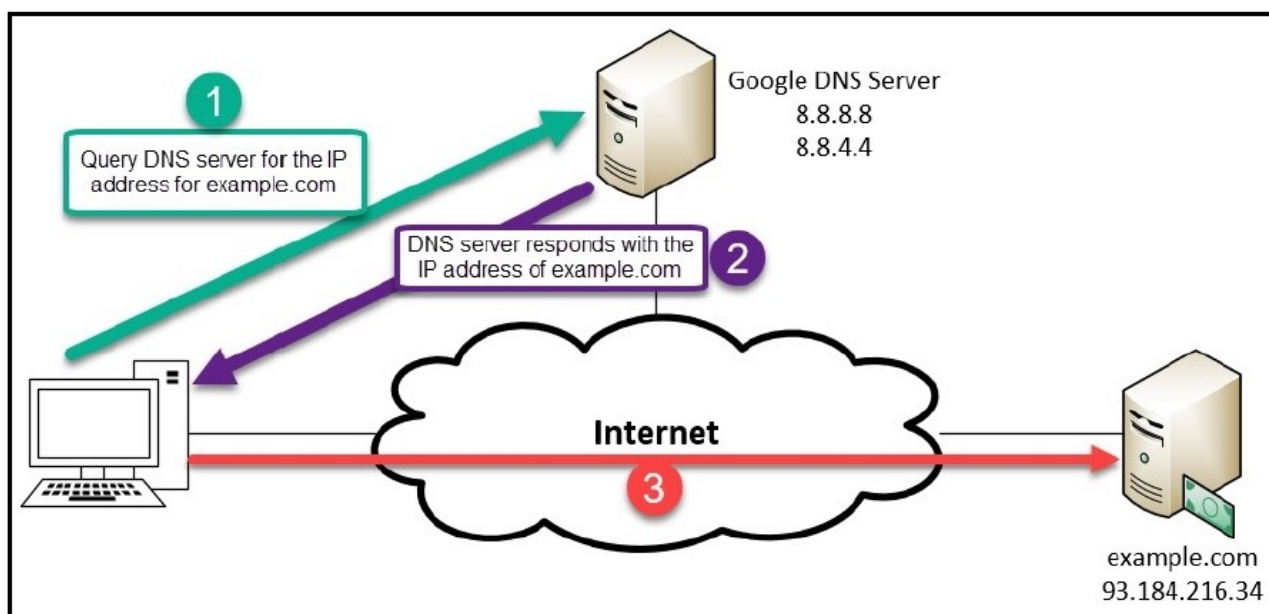 1
Query DNS server for the IP
address for example.com
Google DNS Server
8.8.8.8
8.8.4.4
DNS server responds with the
IP address of example.com
2
Internet
3
example.com
93.184.216.34